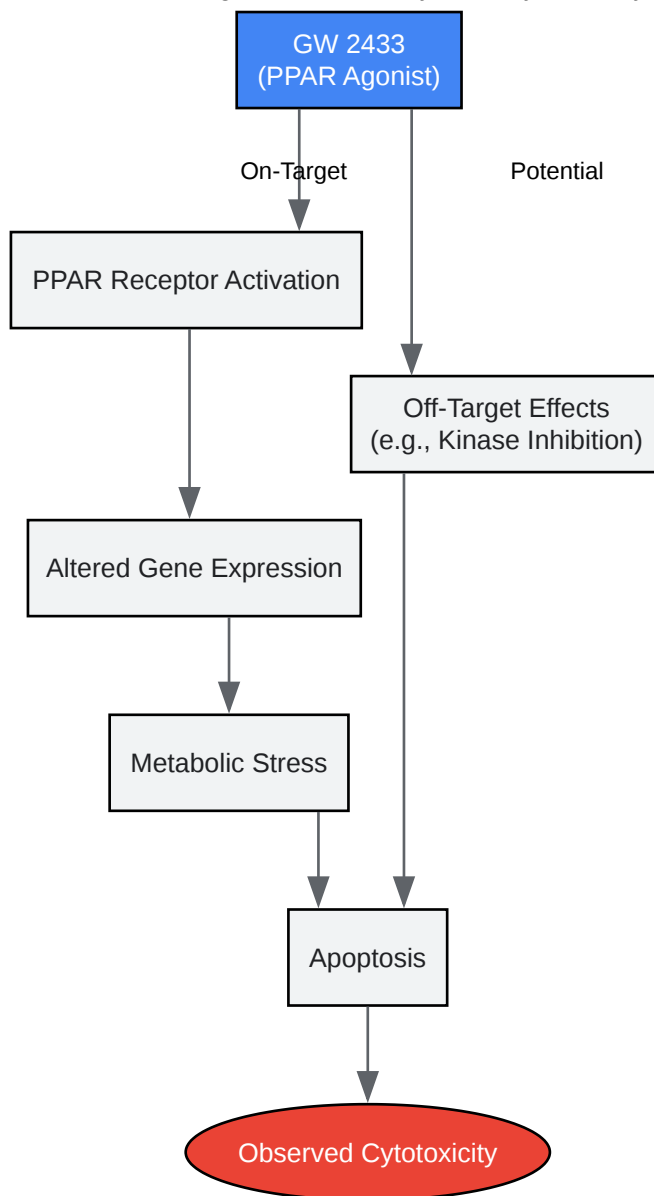 GW 2433
(PPAR Agonist)
On-Target
Potential
PPAR Receptor Activation
Off-Target Effects
(e.g., Kinase Inhibition)
Altered Gene Expression
Metabolic Stress
Apoptosis
Observed Cytotoxicity